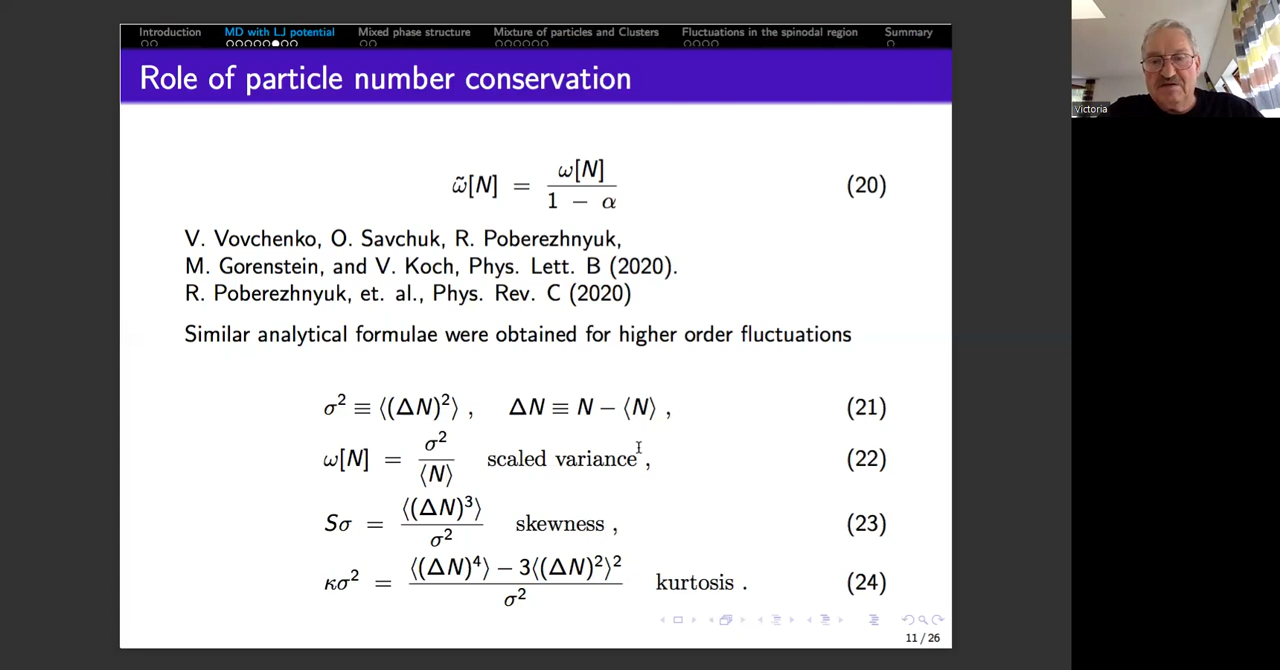 Introduction MD with LJ potential Mixed phase structure Mixture of particles and Clusters Fluctuations in the spinodal region Summary
Role of particle number conservation
ω̃[N] = ω[N] / (1 − α) (20)
V. Vovchenko, O. Savchuk, R. Poberezhnyuk,
M. Gorenstein, and V. Koch, Phys. Lett. B (2020).
R. Poberezhnyuk, et. al., Phys. Rev. C (2020)
Similar analytical formulae were obtained for higher order fluctuations
σ² ≡ ⟨(ΔN)²⟩ , ΔN ≡ N − ⟨N⟩ , (21)
ω[N] = σ² / ⟨N⟩ scaled variance , (22)
Sσ = ⟨(ΔN)³⟩ / σ² skewness , (23)
κσ² = (⟨(ΔN)⁴⟩ − 3⟨(ΔN)²⟩²) / σ² kurtosis . (24)
11 / 26
Victoria